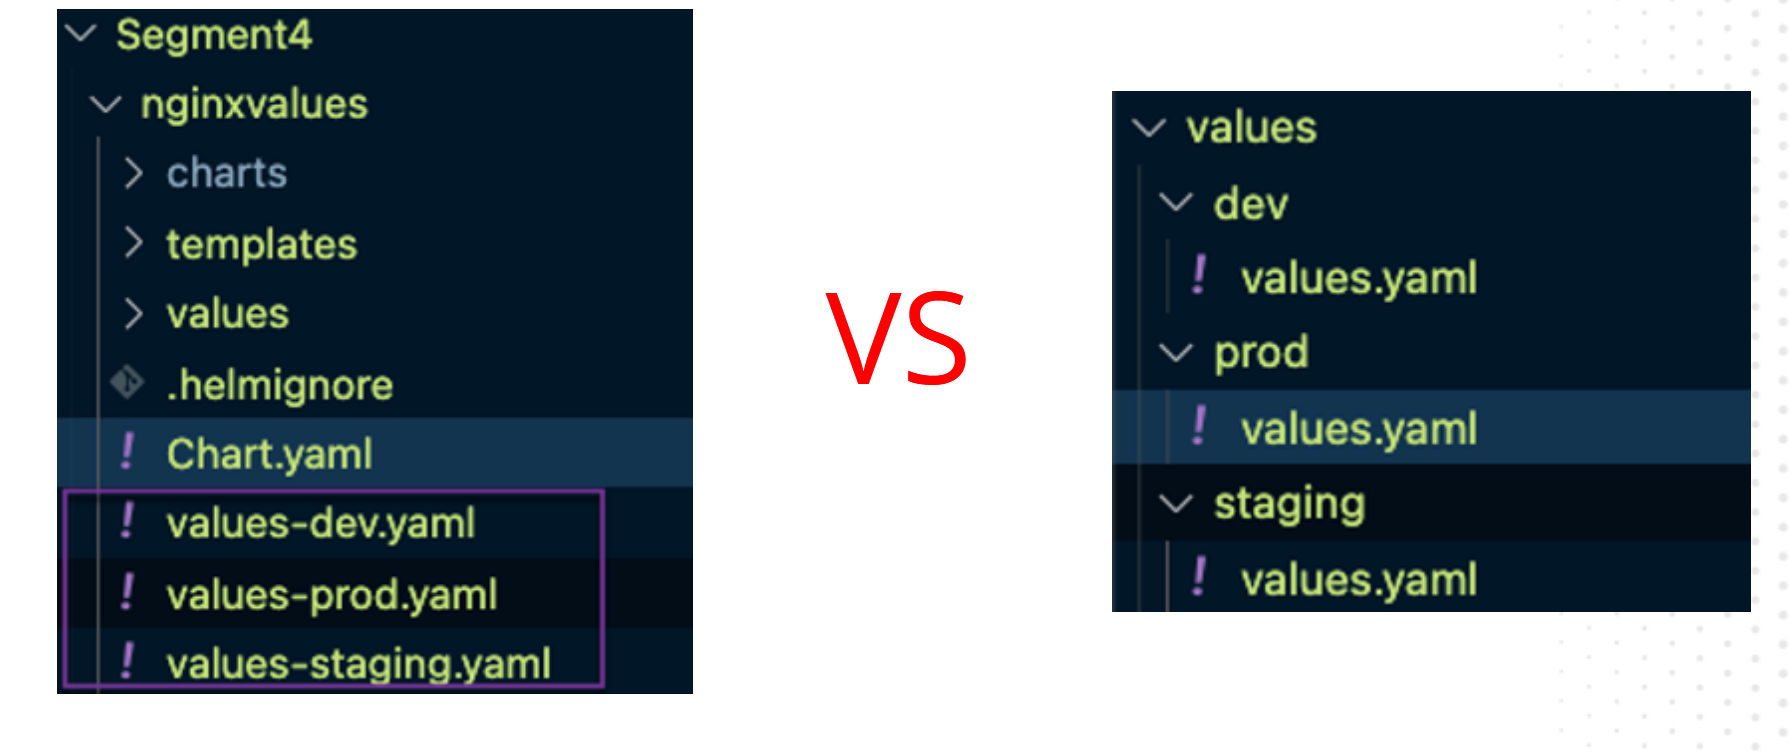 Segment4
nginxvalues
charts
templates
values
.helmignore
! Chart.yaml
! values-dev.yaml
! values-prod.yaml
! values-staging.yaml
VS
values
dev
! values.yaml
prod
! values.yaml
staging
! values.yaml